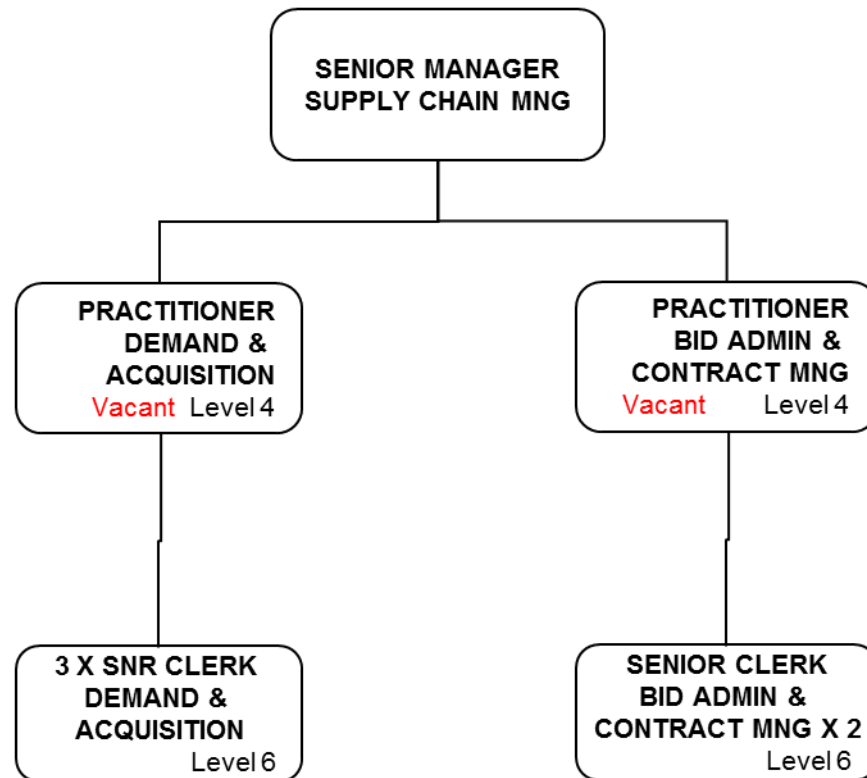 SENIOR MANAGER
SUPPLY CHAIN MNG
PRACTITIONER
DEMAND &
ACQUISITION
Vacant Level 4
PRACTITIONER
BID ADMIN &
CONTRACT MNG
Vacant Level 4
3 X SNR CLERK
DEMAND &
ACQUISITION
Level 6
SENIOR CLERK
BID ADMIN &
CONTRACT MNG X 2
Level 6